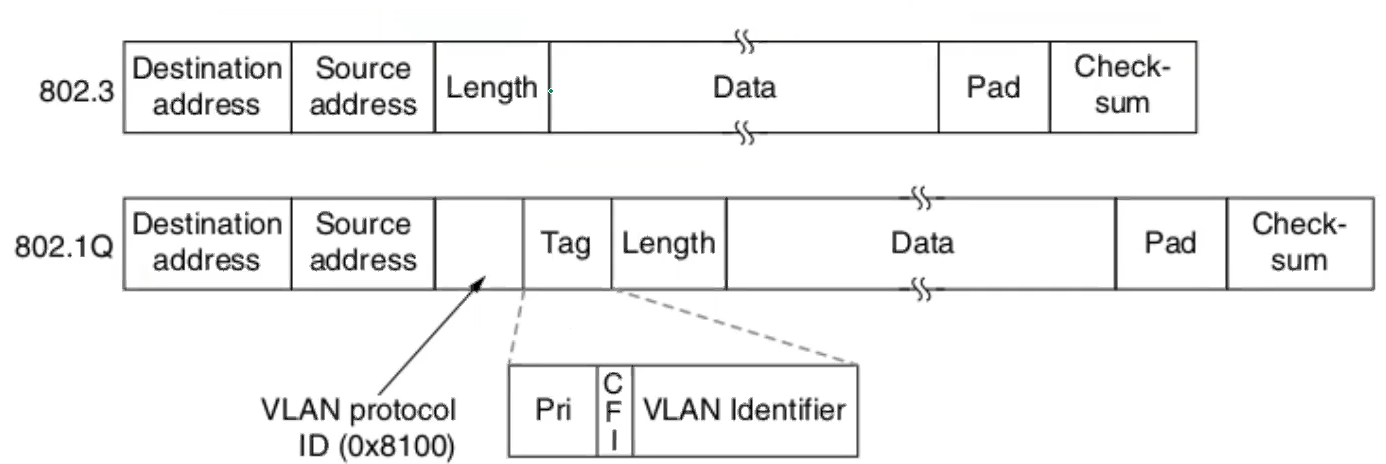 802.3
Destination
address
Source
address
Length
Data
Pad
Check-
sum
802.1Q
Destination
address
Source
address
Tag
Length
Data
Pad
Check-
sum
VLAN protocol
ID (0x8100)
Pri
C
F
I
VLAN Identifier